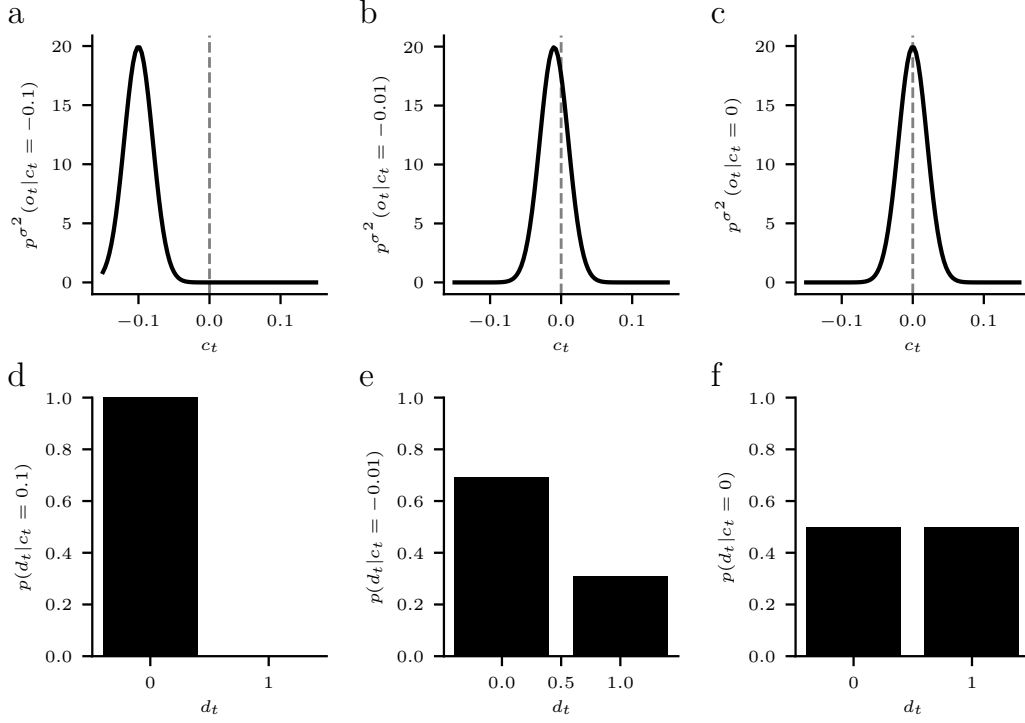 a
b
c
20
15
10
5
0
p^{σ^2}(o_t|c_t = −0.1)
−0.1 0.0 0.1
c_t
20
15
10
5
0
p^{σ^2}(o_t|c_t = −0.01)
−0.1 0.0 0.1
c_t
20
15
10
5
0
p^{σ^2}(o_t|c_t = 0)
−0.1 0.0 0.1
c_t
d
e
f
1.0
0.8
0.6
0.4
0.2
0.0
p(d_t|c_t = 0.1)
0 1
d_t
1.0
0.8
0.6
0.4
0.2
0.0
p(d_t|c_t = −0.01)
0.0 0.5 1.0
d_t
1.0
0.8
0.6
0.4
0.2
0.0
p(d_t|c_t = 0)
0 1
d_t